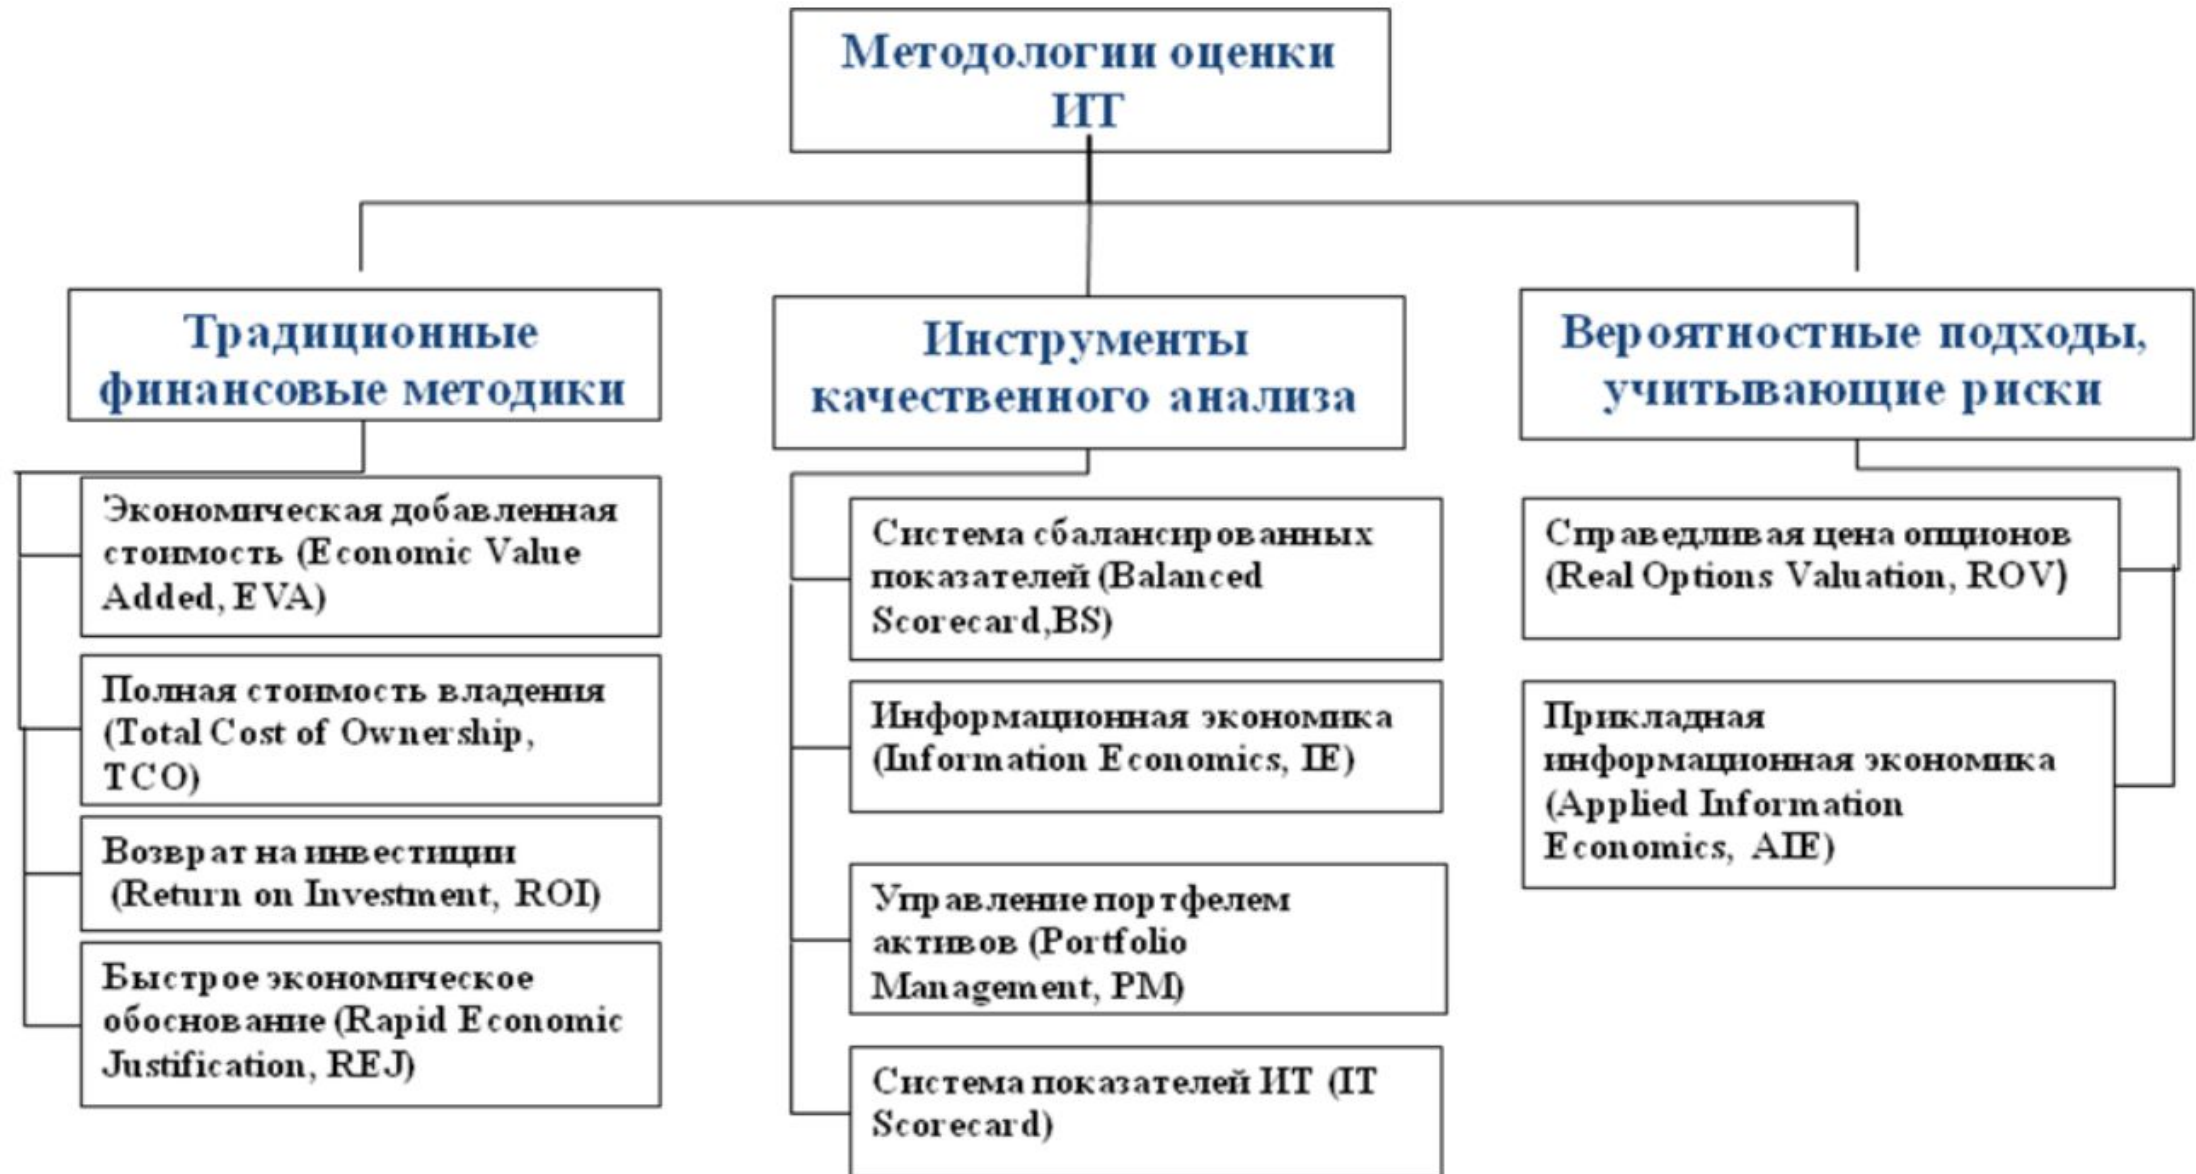 Методологии оценки
ИТ
Традиционные
финансовые методики
Экономическая добавленная
стоимость (Economic Value
Added, EVA)
Полная стоимость владения
(Total Cost of Ownership,
TCO)
Возврат на инвестиции
(Return on Investment, ROI)
Быстрое экономическое
обоснование (Rapid Economic
Justification, REJ)
Инструменты
качественного анализа
Система сбалансированных
показателей (Balanced
Scorecard,BS)
Информационная экономика
(Information Economics, IE)
Управление портфелем
активов (Portfolio
Management, PM)
Система показателей ИТ (IT
Scorecard)
Вероятностные подходы,
учитывающие риски
Справедливая цена опционов
(Real Options Valuation, ROV)
Прикладная
информационная экономика
(Applied Information
Economics, AIE)